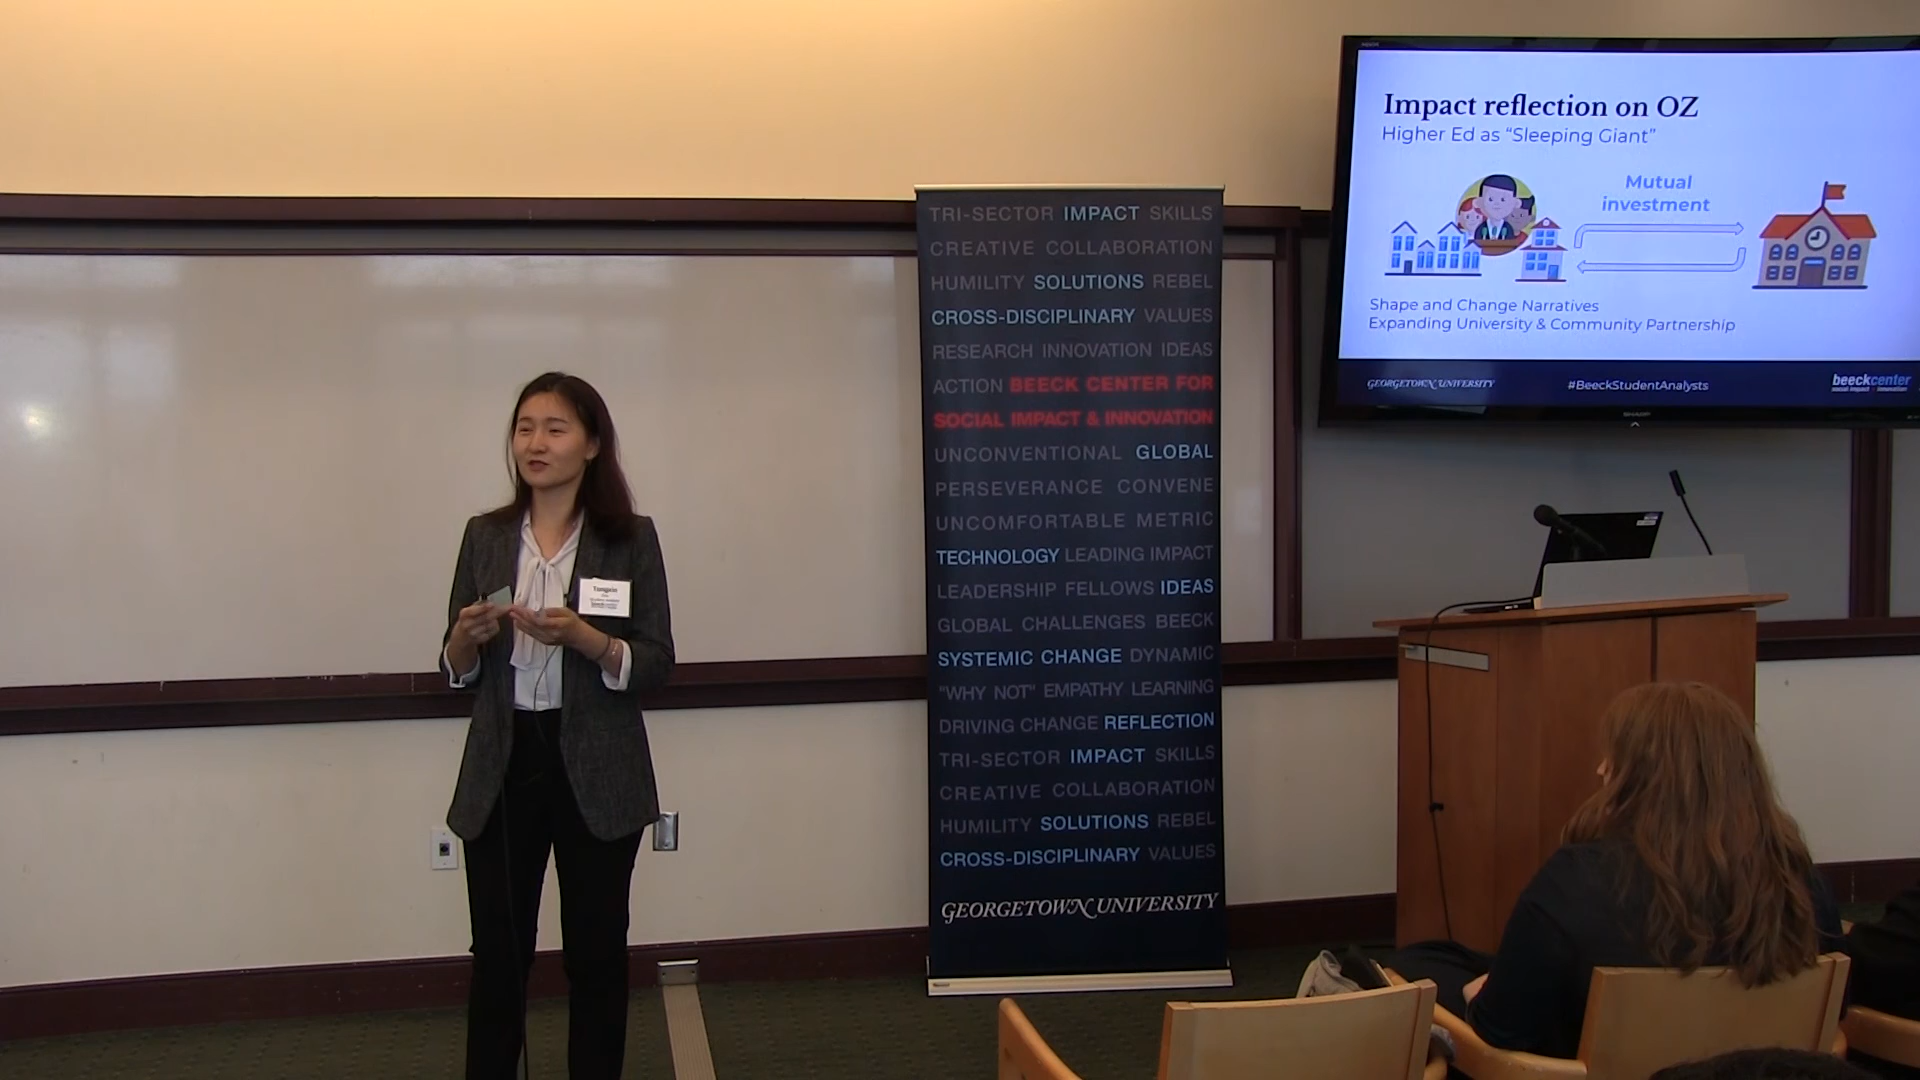 TRI-SECTOR IMPACT SKILLS
CREATIVE COLLABORATION
HUMILITY SOLUTIONS REBEL
CROSS-DISCIPLINARY VALUES
RESEARCH INNOVATION IDEAS
ACTION BEECK CENTER FOR
SOCIAL IMPACT & INNOVATION
UNCONVENTIONAL GLOBAL
PERSEVERANCE CONVENE
UNCOMFORTABLE METRIC
TECHNOLOGY LEADING IMPACT
LEADERSHIP FELLOWS IDEAS
GLOBAL CHALLENGES BEECK
SYSTEMIC CHANGE DYNAMIC
"WHY NOT" EMPATHY LEARNING
DRIVING CHANGE REFLECTION
TRI-SECTOR IMPACT SKILLS
CREATIVE COLLABORATION
HUMILITY SOLUTIONS REBEL
CROSS-DISCIPLINARY VALUES
GEORGETOWN UNIVERSITY
Impact reflection on OZ
Higher Ed as “Sleeping Giant”
Mutual
investment
Shape and Change Narratives
Expanding University & Community Partnership
GEORGETOWN UNIVERSITY
#BeeckStudentAnalysts
beeckcenter
social impact + innovation
SHARP
Tongxin